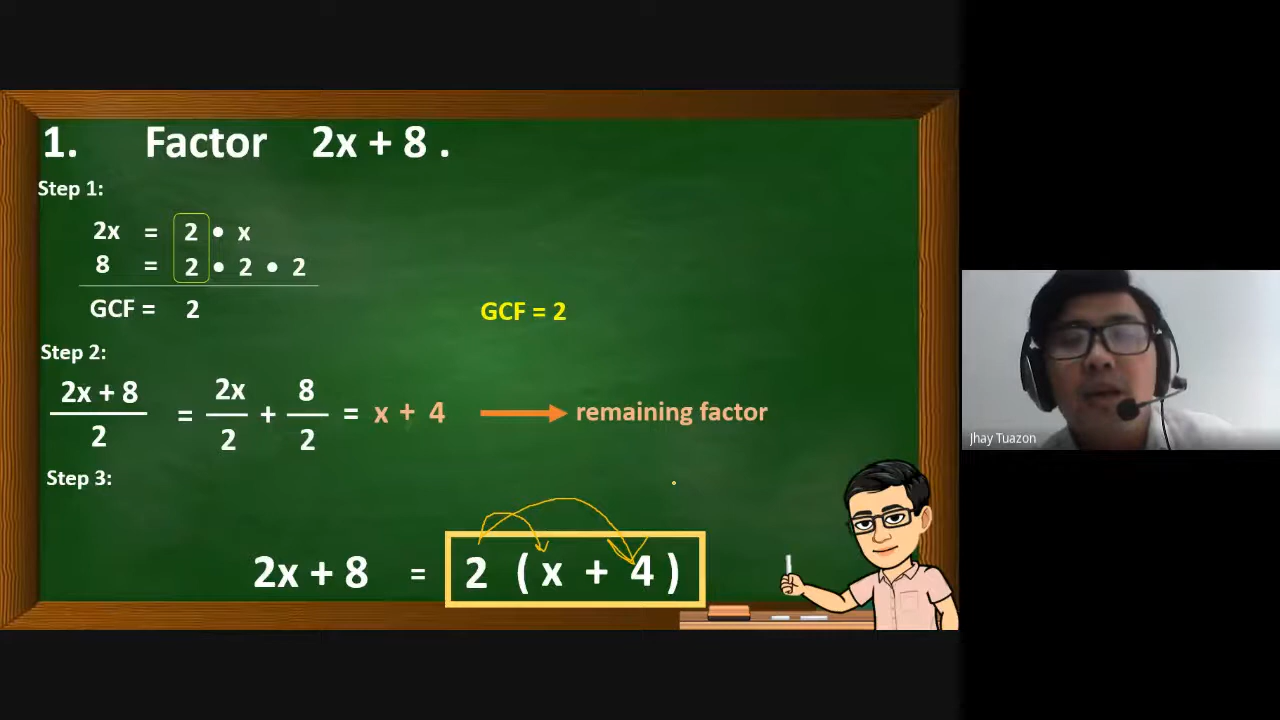 1. Factor 2x + 8 .
Step 1:
2x = 2 • x
8 = 2 • 2 • 2
GCF = 2
GCF = 2
Step 2:
2x + 8 / 2 = 2x / 2 + 8 / 2 = x + 4 remaining factor
Step 3:
2x + 8 = 2 ( x + 4 )
Jhay Tuazon